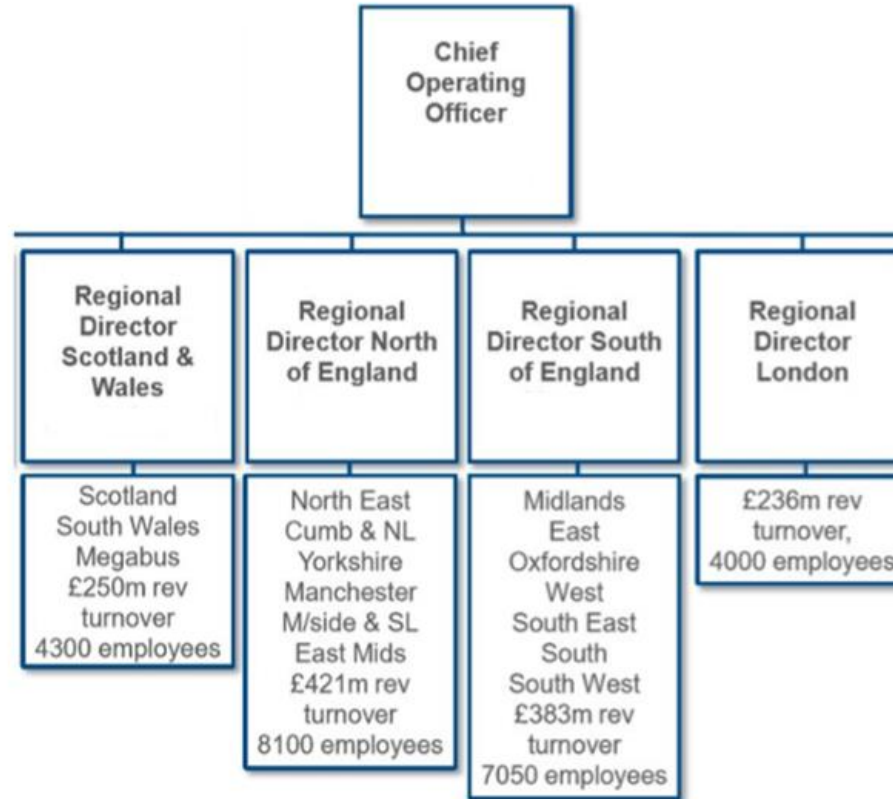 Chief
Operating
Officer
Regional
Director
Scotland &
Wales
Regional
Director North
of England
Regional
Director South
of England
Regional
Director
London
Scotland
South Wales
Megabus
£250m rev
turnover
4300 employees
North East
Cumb & NL
Yorkshire
Manchester
M/side & SL
East Mids
£421m rev
turnover
8100 employees
Midlands
East
Oxfordshire
West
South East
South
South West
£383m rev
turnover
7050 employees
£236m rev
turnover,
4000 employees